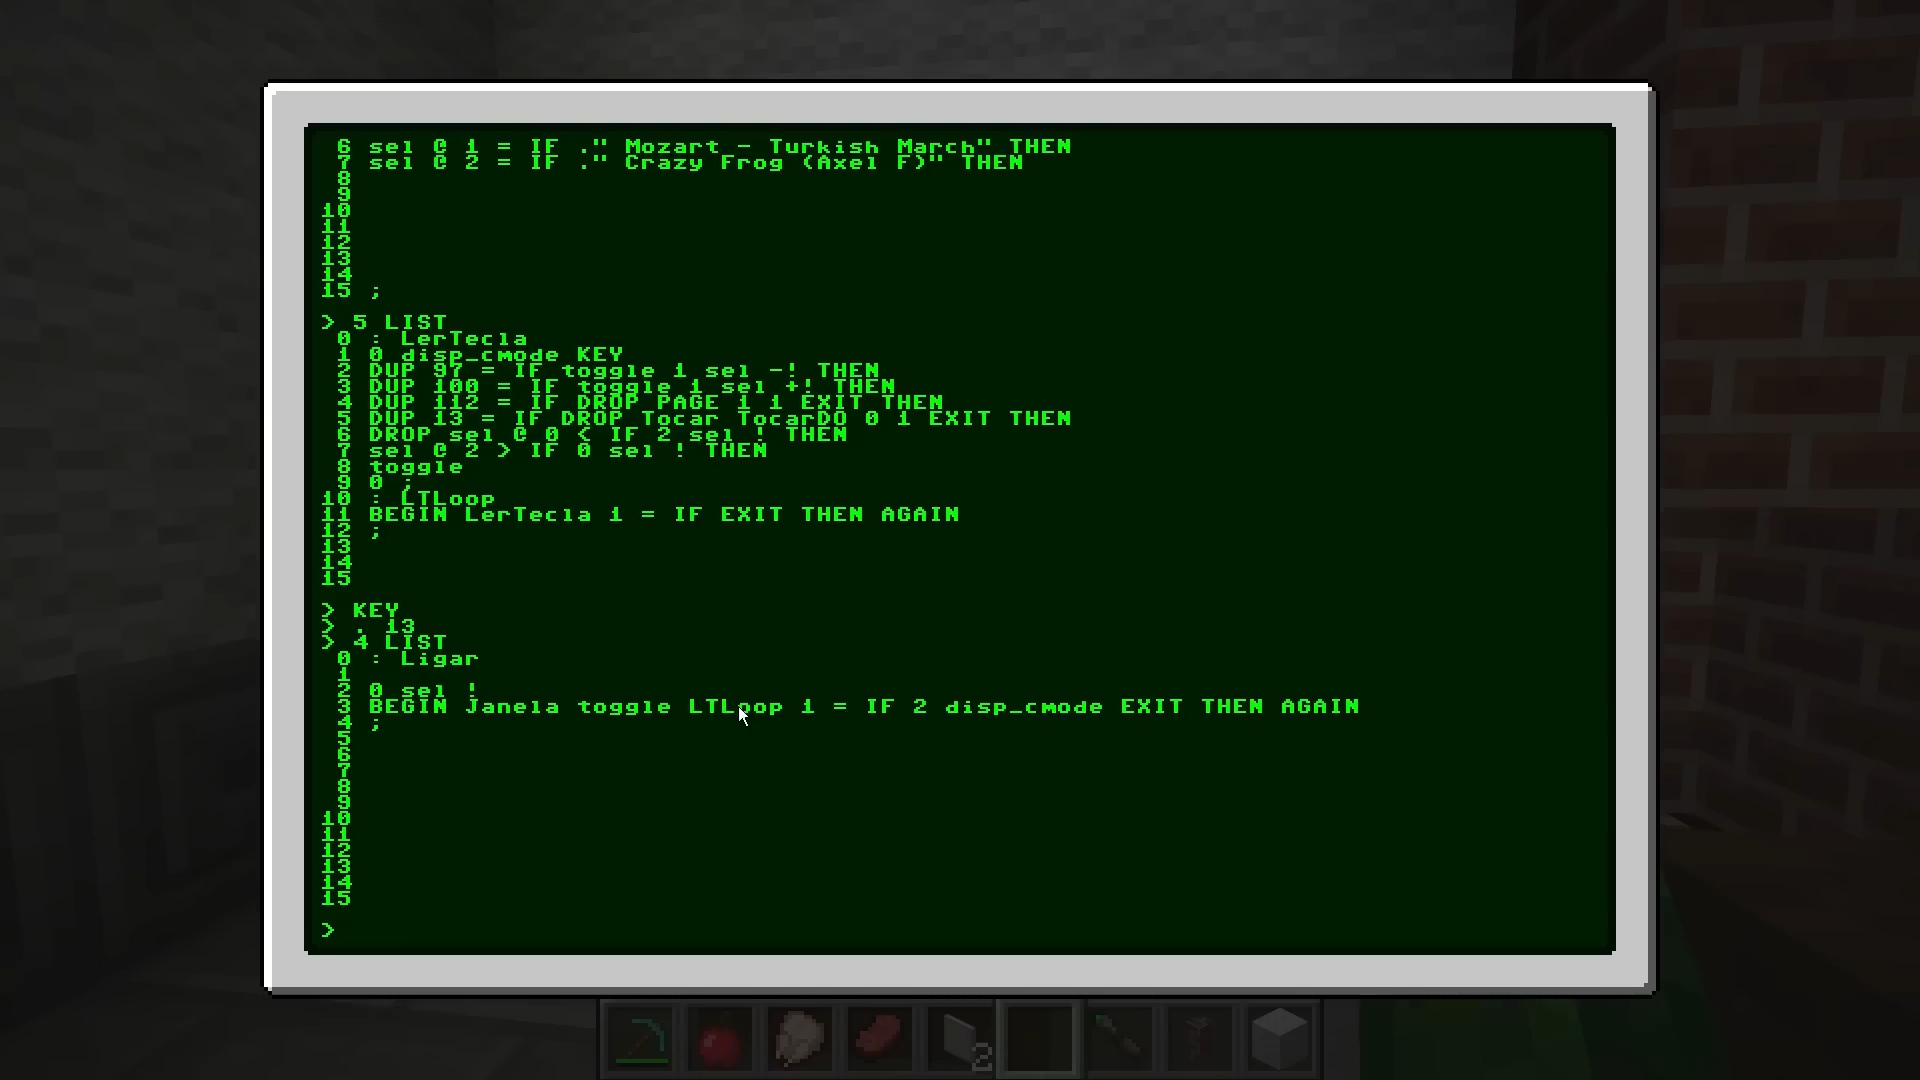 6 sel @ 1 = IF ." Mozart - Turkish March" THEN
7 sel @ 2 = IF ." Crazy Frog (Axel F)" THEN
8
9
10
11
12
13
14
15 ;
> 5 LIST
0 : LerTecla
1 0 disp_cmode KEY
2 DUP 97 = IF toggle 1 sel -! THEN
3 DUP 100 = IF toggle 1 sel +! THEN
4 DUP 112 = IF DROP PAGE 1 1 EXIT THEN
5 DUP 13 = IF DROP Tocar TocarDO 0 1 EXIT THEN
6 DROP sel @ 0 < IF 2 sel ! THEN
7 sel @ 2 > IF 0 sel ! THEN
8 toggle
9 0 ;
10 : LTLoop
11 BEGIN LerTecla 1 = IF EXIT THEN AGAIN
12 ;
13
14
15
> KEY
> . 13
> 4 LIST
0 : Ligar
1
2 0 sel !
3 BEGIN Janela toggle LTLoop 1 = IF 2 disp_cmode EXIT THEN AGAIN
4 ;
5
6
7
8
9
10
11
12
13
14
15
>
2